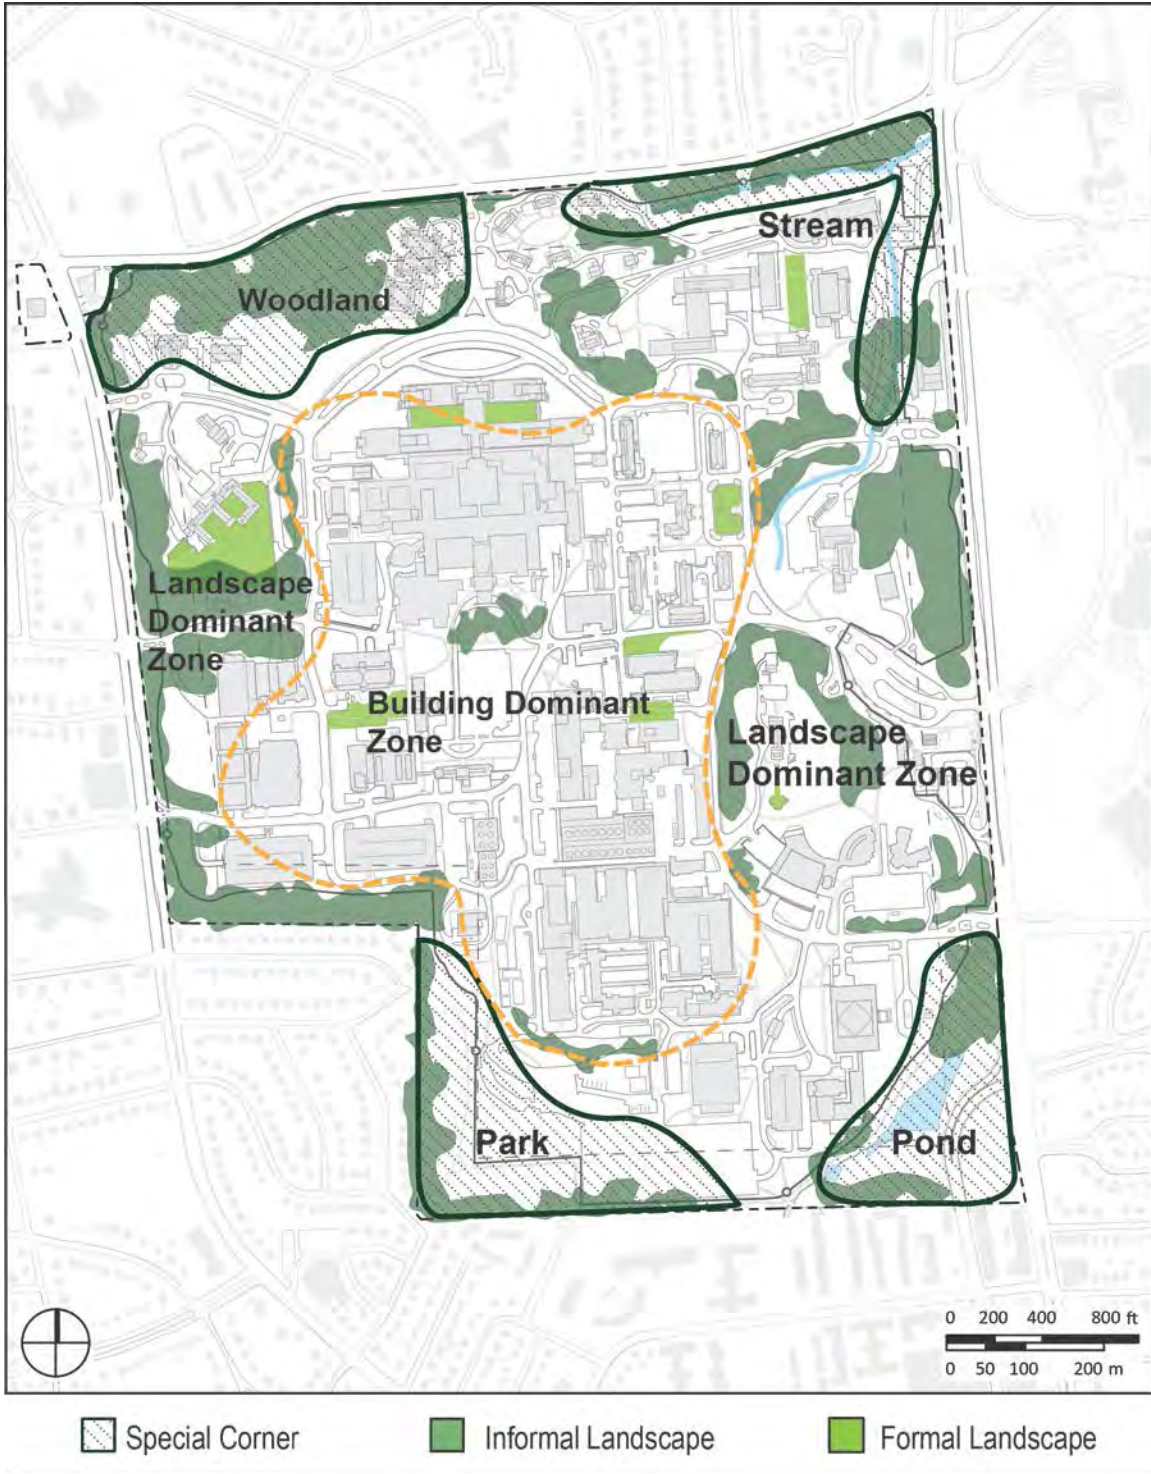 Stream
Woodland
Landscape
Dominant
Zone
Building Dominant
Zone
Landscape
Dominant Zone
Park
Pond
0 200 400 800 ft
0 50 100 200 m
Special Corner
Informal Landscape
Formal Landscape